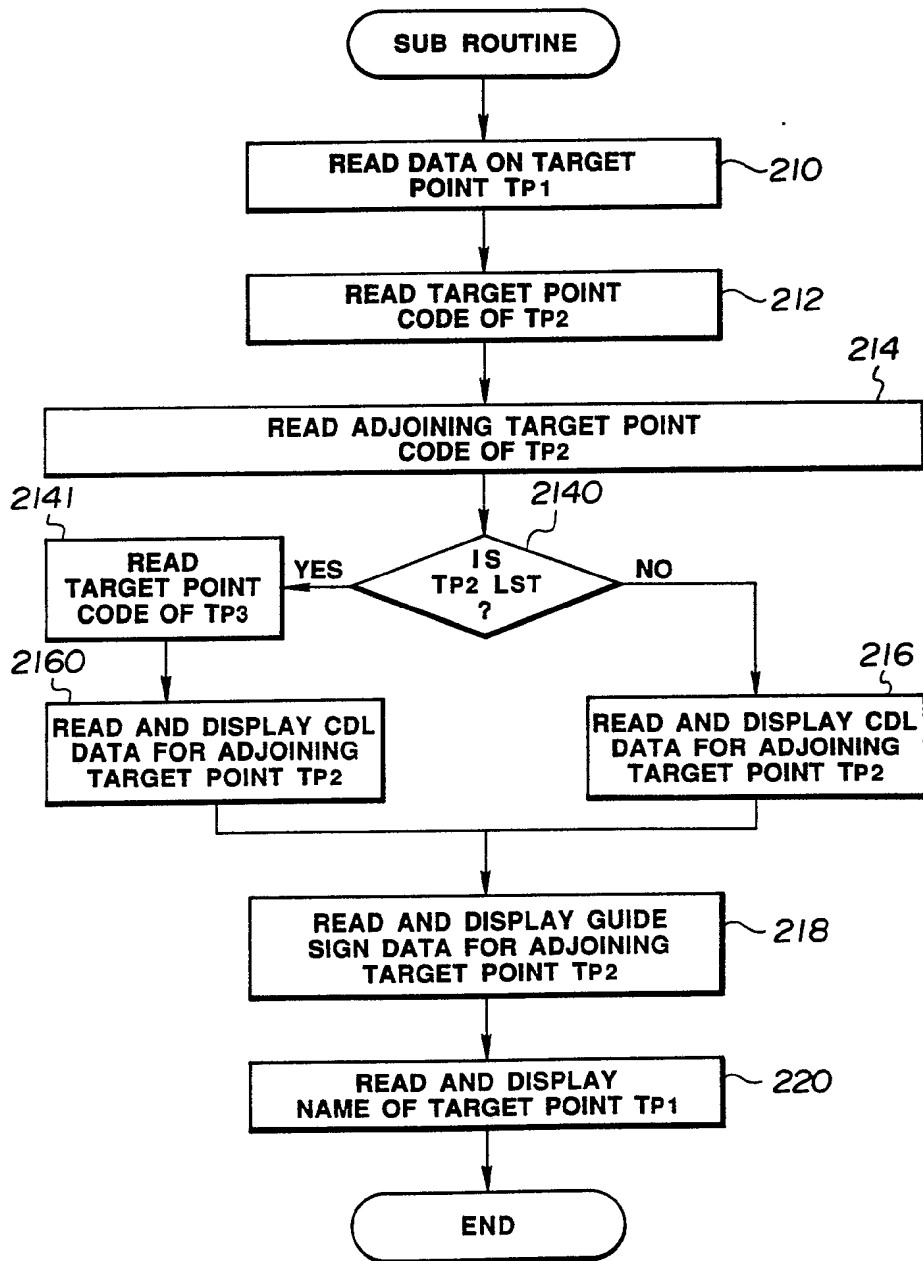 SUB ROUTINE
READ DATA ON TARGET
POINT TP1
210
READ TARGET POINT
CODE OF TP2
212
214
READ ADJOINING TARGET POINT
CODE OF TP2
2141
2140
READ
TARGET POINT
CODE OF TP3
YES
IS
TP2 LST
?
NO
2160
216
READ AND DISPLAY CDL
DATA FOR ADJOINING
TARGET POINT TP2
READ AND DISPLAY CDL
DATA FOR ADJOINING
TARGET POINT TP2
READ AND DISPLAY GUIDE
SIGN DATA FOR ADJOINING
TARGET POINT TP2
218
READ AND DISPLAY
NAME OF TARGET POINT TP1
220
END